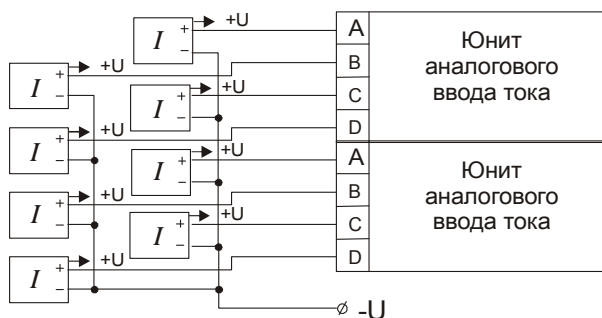 +U
I + −
A
Юнит
аналогового
ввода тока
+U
I + −
B
+U
I + −
C
+U
I + −
D
+U
I + −
A
Юнит
аналогового
ввода тока
+U
I + −
B
+U
I + −
C
+U
I + −
D
-U